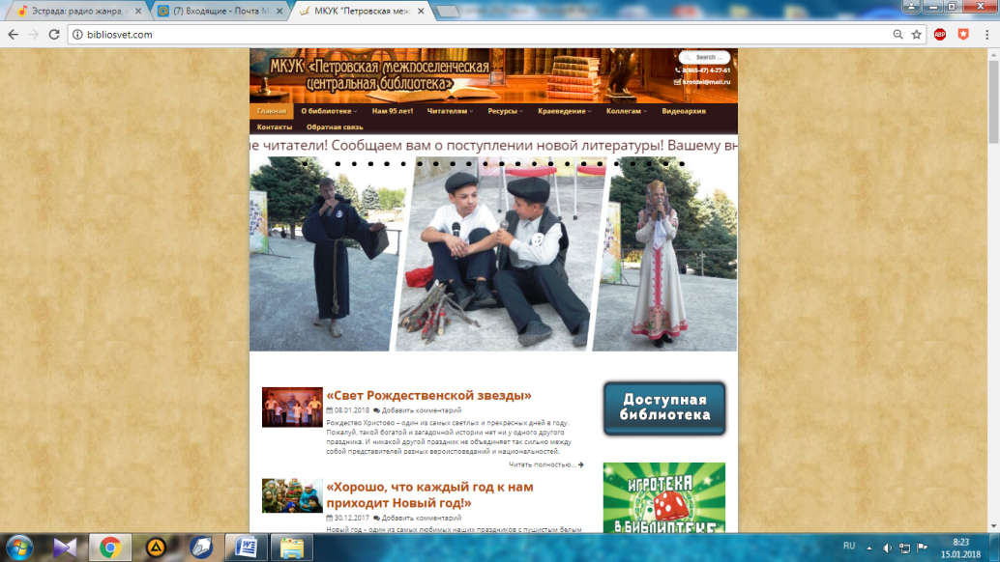 Эстрада: радио жанра,
(7) Входящие - Почта M
МКУК "Петровская меж
bibliosvet.com
ABP
МКУК «Петровская межпоселенческая
центральная библиотека»
Search ...
8(865-47) 4-27-61
Главная О библиотеке Нам 95 лет! Читателям Ресурсы Краеведение Коллегам Видеоархив
Контакты Обратная связь
ие читатели! Сообщаем вам о поступлении новой литературы! Вашему вн
«Свет Рождественской звезды»
08.01.2018 Добавить комментарий
Рождество Христово – один из самых светлых и прекрасных дней в году.
Пожалуй, такой богатой и загадочной истории нет ни у одного другого
праздника. И никакой другой праздник не объединяет так сильно между
собой представителей разных вероисповеданий и национальностей.
Читать полностью...
«Хорошо, что каждый год к нам
приходит Новый год!»
30.12.2017 Добавить комментарий
Новый год – один из самых любимых наших праздников с пушистым белым
Доступная
библиотека
ИГРОТЕКА
В БИБЛИОТЕКЕ
RU
8:23
15.01.2018